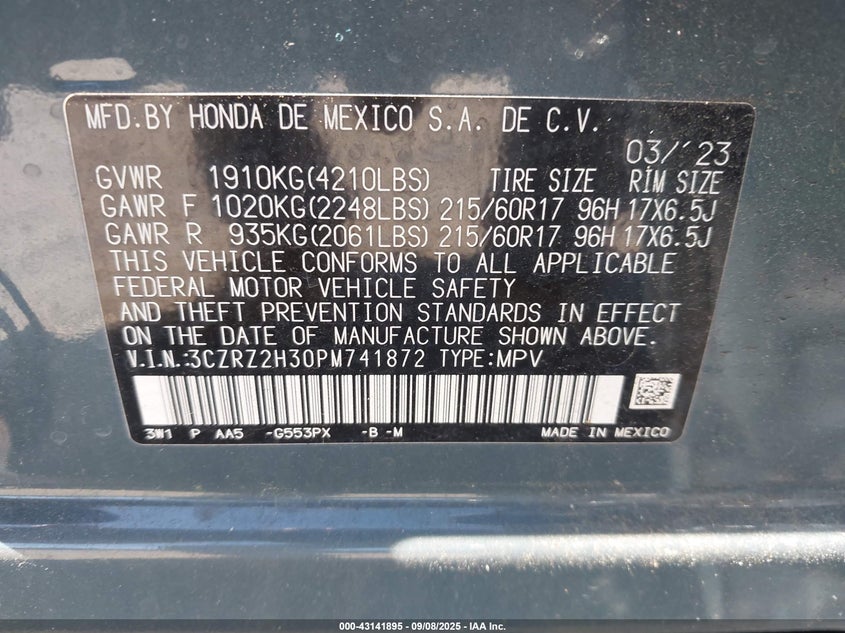 MFD.BY HONDA DE MEXICO S.A. DE C.V.
03/'23
GVWR 1910KG(4210LBS) TIRE SIZE RIM SIZE
GAWR F 1020KG(2248LBS) 215/60R17 96H 17X6.5J
GAWR R 935KG(2061LBS) 215/60R17 96H 17X6.5J
THIS VEHICLE CONFORMS TO ALL APPLICABLE
FEDERAL MOTOR VEHICLE SAFETY
AND THEFT PREVENTION STANDARDS IN EFFECT
ON THE DATE OF MANUFACTURE SHOWN ABOVE.
V.I.N.:3CZRZ2H30PM741872 TYPE:MPV
3W1 P AA5 -G553PX -B -M MADE IN MEXICO
000-43141895 - 09/08/2025 - IAA Inc.